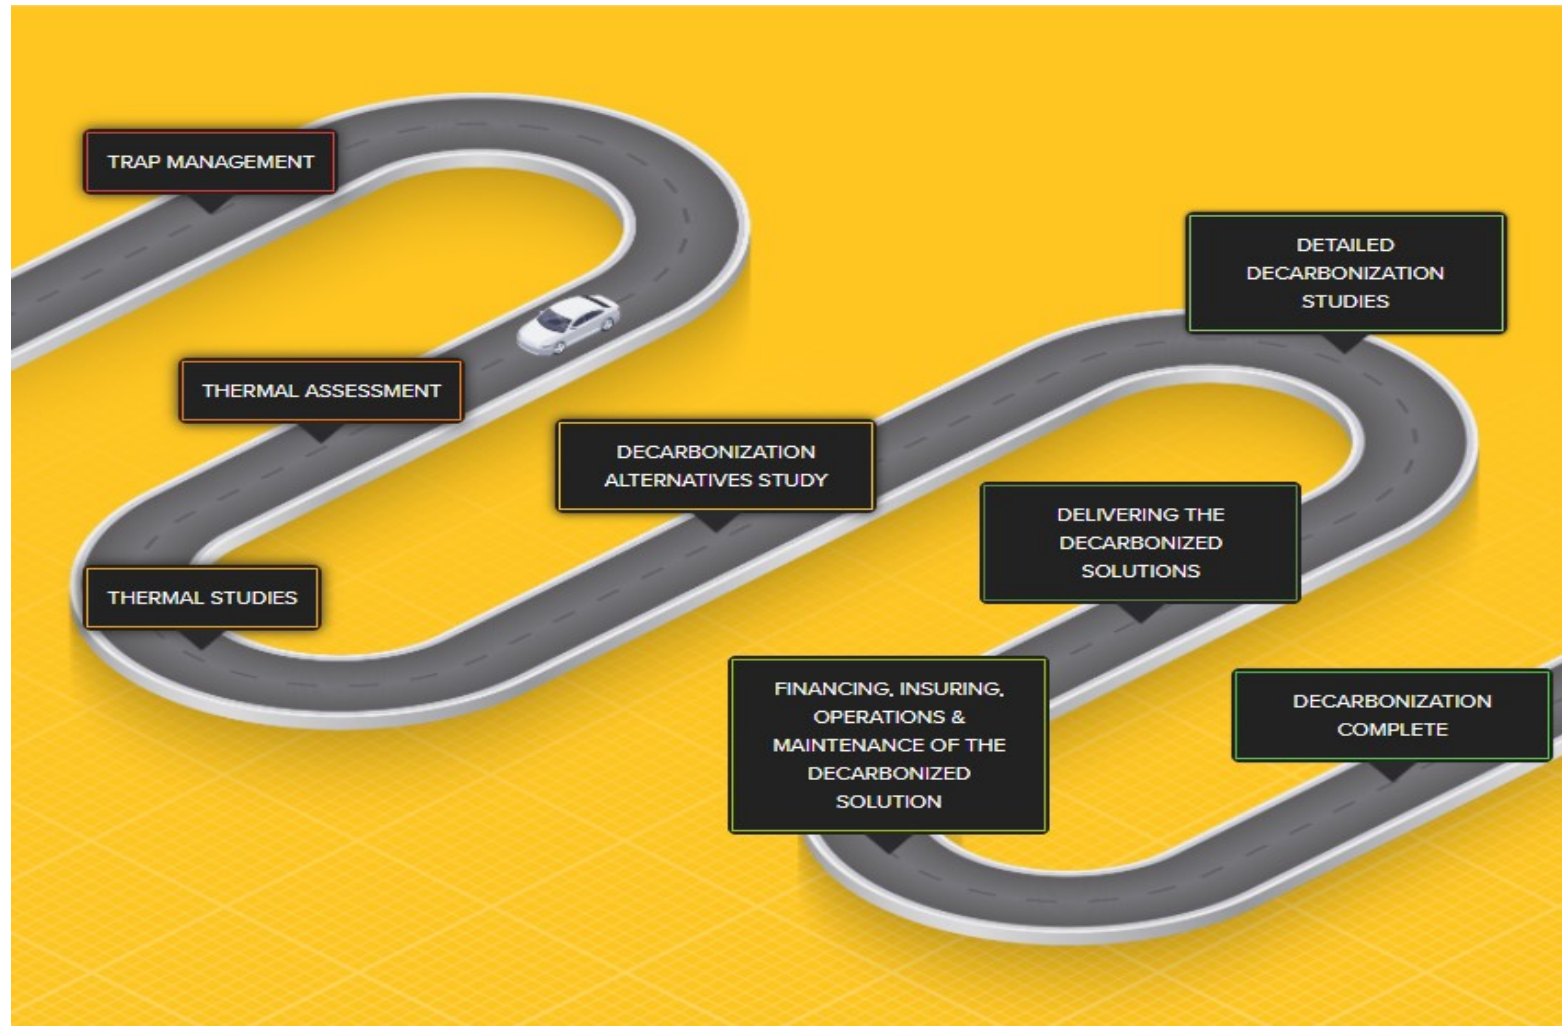 TRAP MANAGEMENT
THERMAL ASSESSMENT
THERMAL STUDIES
DECARBONIZATION
ALTERNATIVES STUDY
DETAILED
DECARBONIZATION
STUDIES
DELIVERING THE
DECARBONIZED
SOLUTIONS
FINANCING, INSURING,
OPERATIONS &
MAINTENANCE OF THE
DECARBONIZED
SOLUTION
DECARBONIZATION
COMPLETE